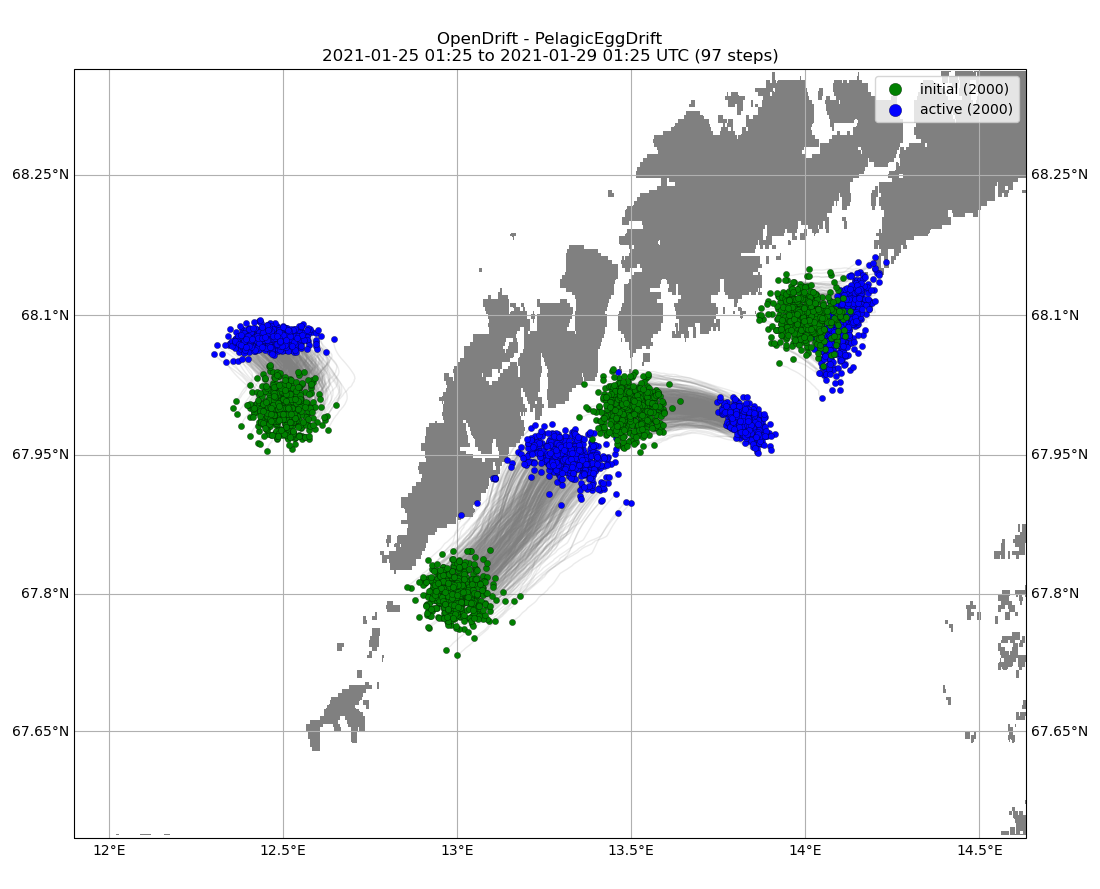 OpenDrift - PelagicEggDrift
2021-01-25 01:25 to 2021-01-29 01:25 UTC (97 steps)
initial (2000)
active (2000)
68.25°N
68.25°N
68.1°N
68.1°N
67.95°N
67.95°N
67.8°N
67.8°N
67.65°N
67.65°N
12°E
12.5°E
13°E
13.5°E
14°E
14.5°E